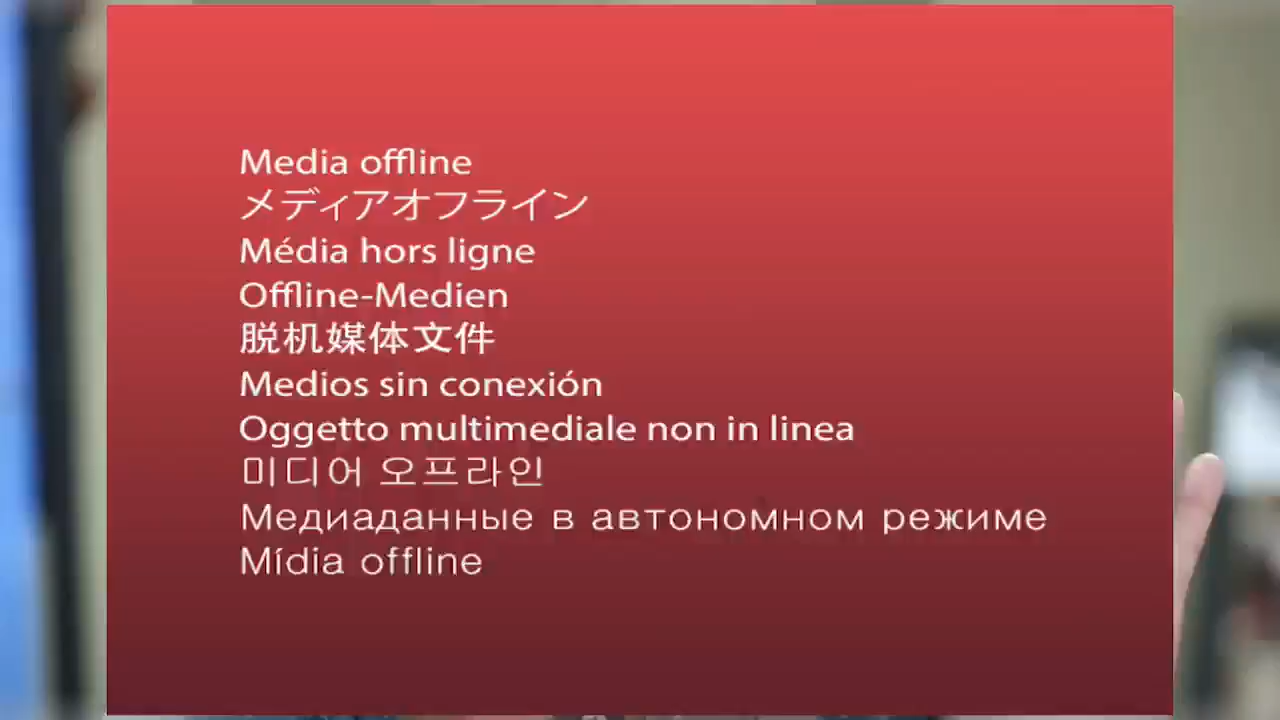 Media offline
メディアオフライン
Média hors ligne
Offline-Medien
脱机媒体文件
Medios sin conexión
Oggetto multimediale non in linea
미디어 오프라인
Медиаданные в автономном режиме
Mídia offline